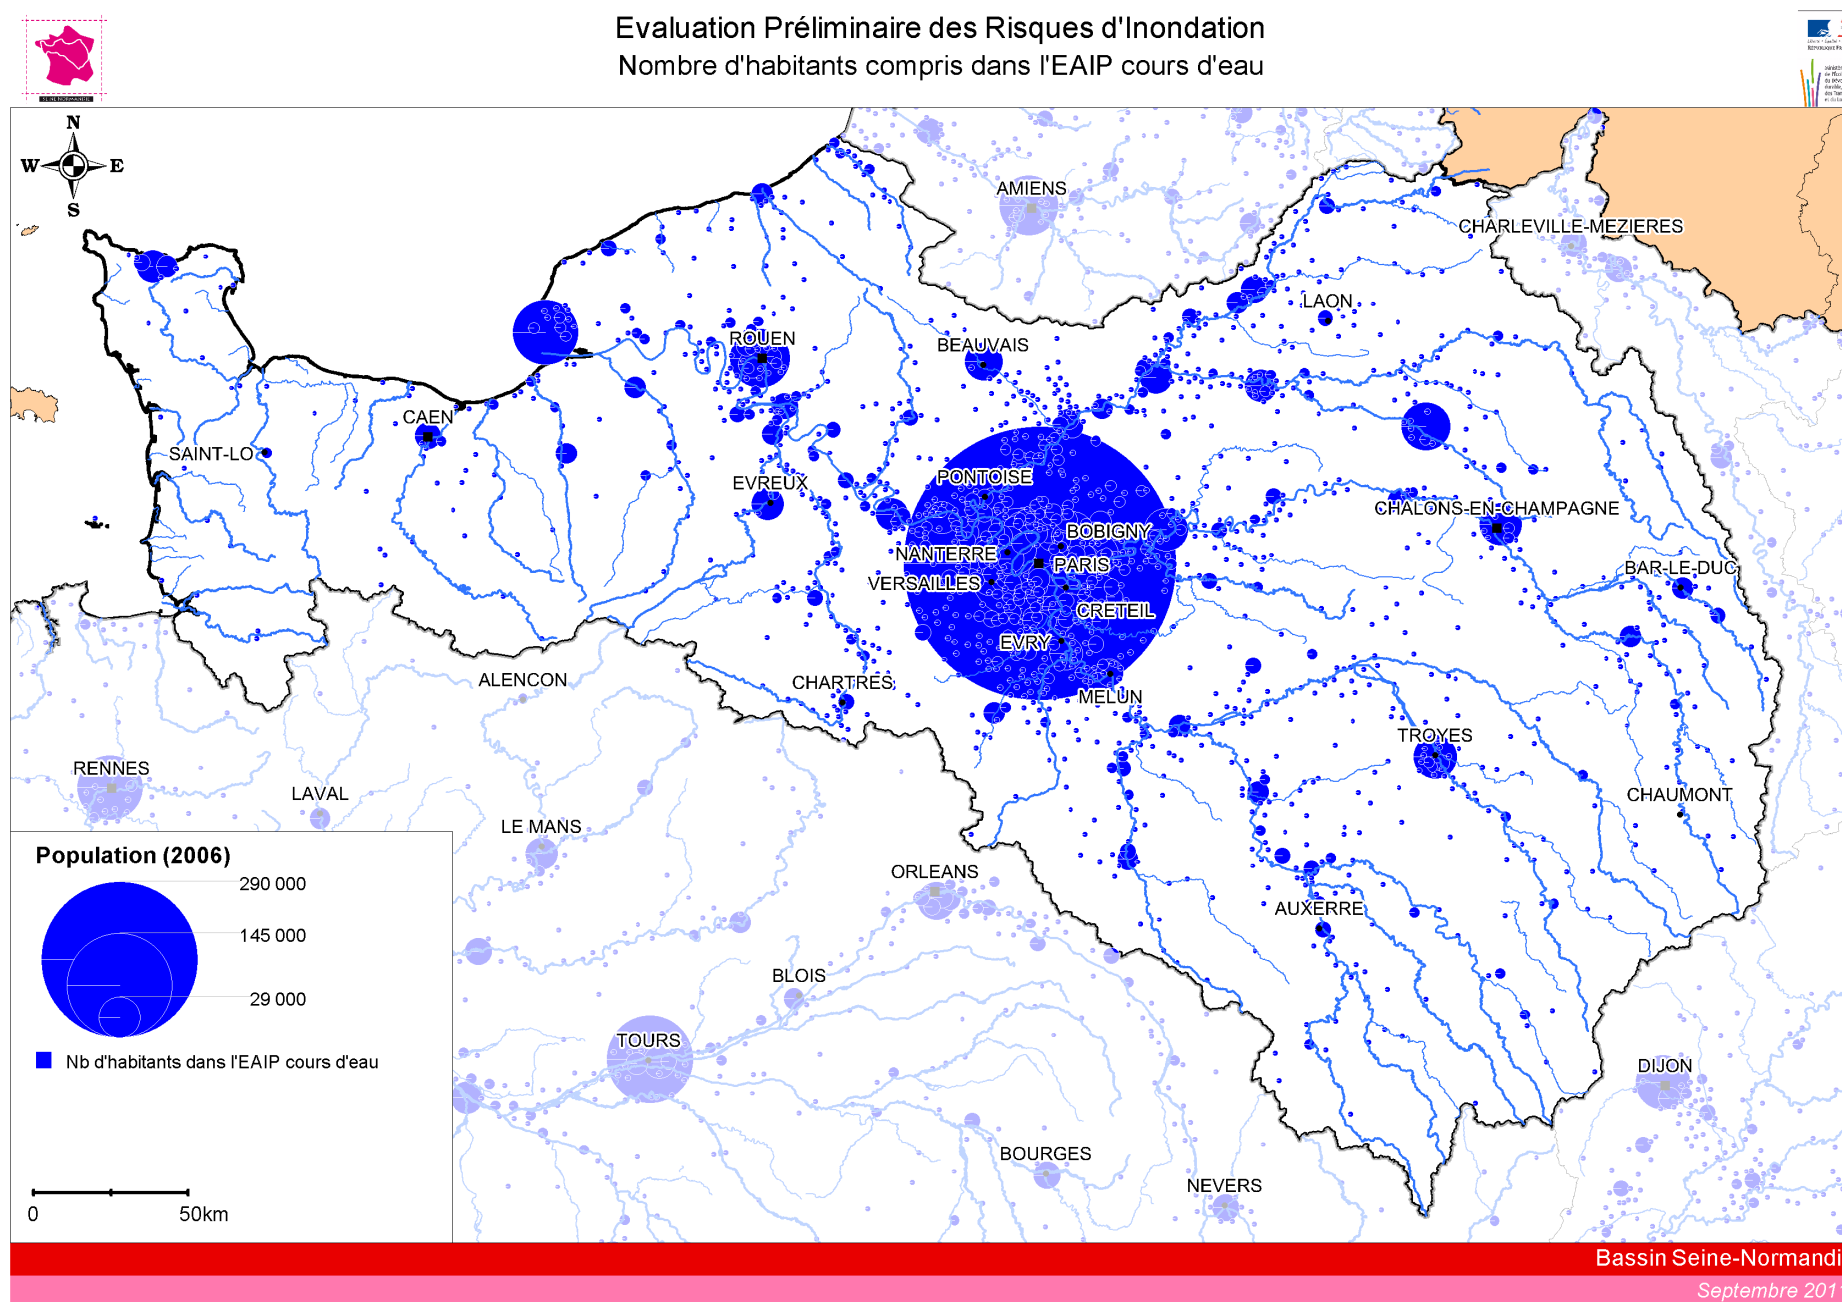 Evaluation Préliminaire des Risques d'Inondation
Nombre d'habitants compris dans l'EAIP cours d'eau
SEINE NORMANDIE
N
W E
S
AMIENS
CHARLEVILLE-MEZIERES
LAON
ROUEN
BEAUVAIS
CAEN
SAINT-LO
EVREUX
PONTOISE
CHALONS-EN-CHAMPAGNE
BOBIGNY
NANTERRE
PARIS
VERSAILLES
BAR-LE-DUC
CRETEIL
EVRY
ALENCON
CHARTRES
MELUN
TROYES
RENNES
LAVAL
CHAUMONT
LE MANS
ORLEANS
AUXERRE
BLOIS
TOURS
DIJON
BOURGES
NEVERS
Population (2006)
290 000
145 000
29 000
Nb d'habitants dans l'EAIP cours d'eau
0 50km
Bassin Seine-Normandi
Septembre 201